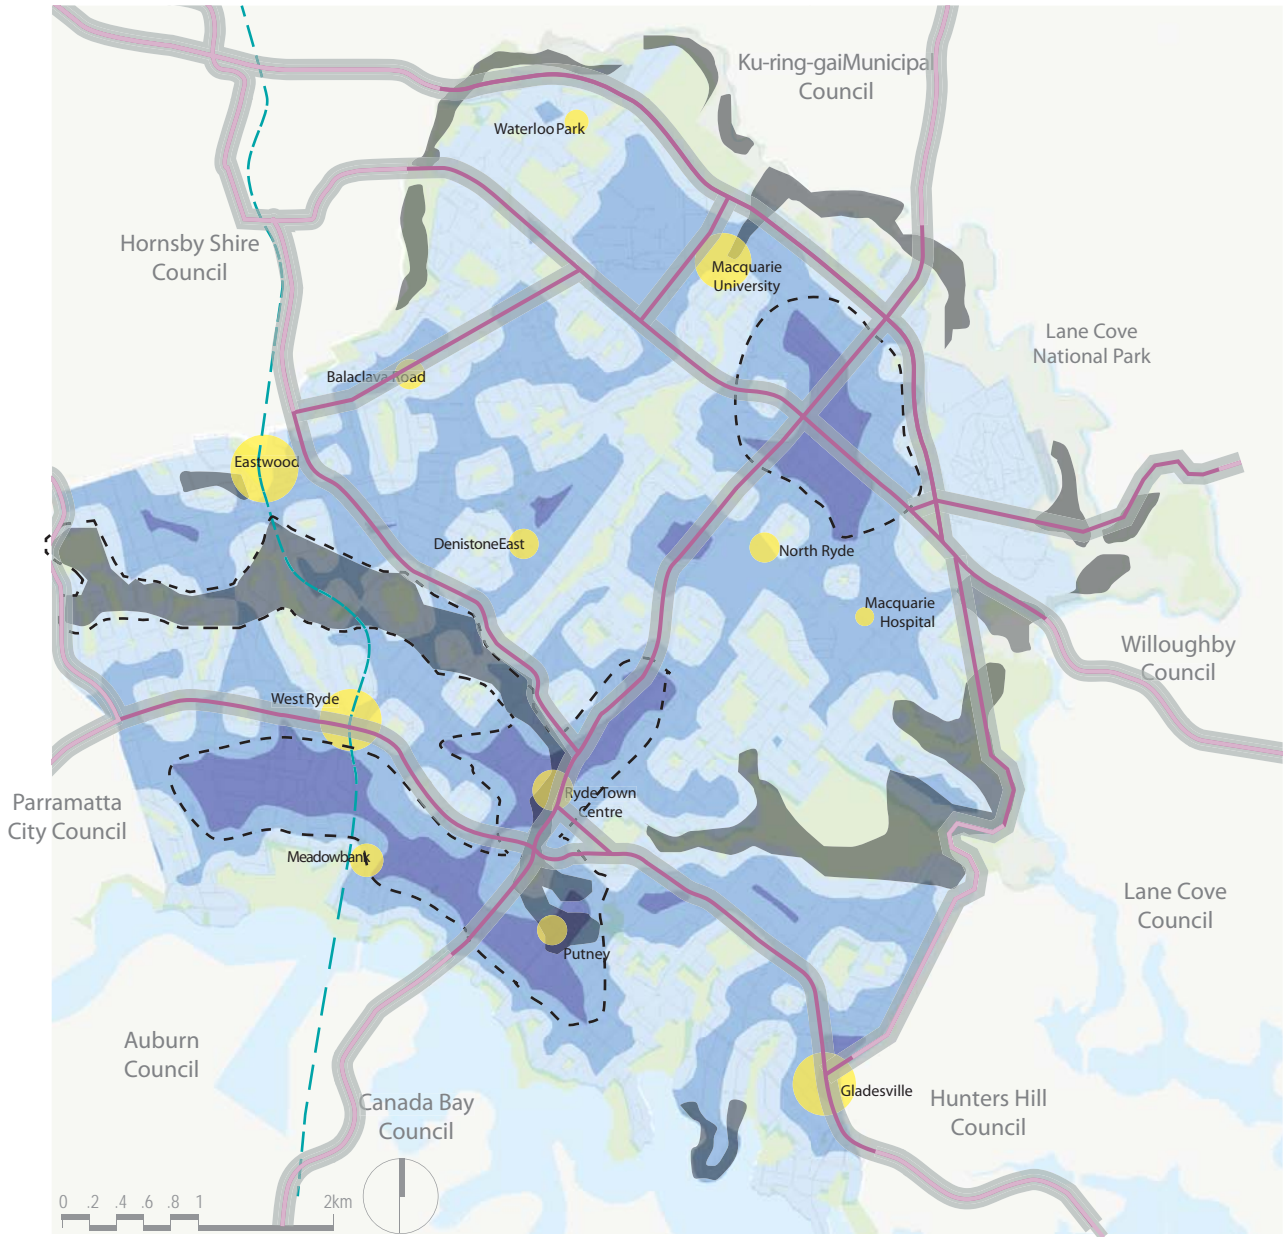 Ku-ring-gaiMunicipal
Council
Waterloo Park
Hornsby Shire
Council
Macquarie
University
Lane Cove
National Park
Balaclava Road
Eastwood
DenistoneEast
North Ryde
Macquarie
Hospital
Willoughby
Council
West Ryde
Ryde Town
Centre
Parramatta
City Council
Meadowbank
Lane Cove
Council
Putney
Auburn
Council
Gladesville
Hunters Hill
Council
Canada Bay
Council
0 .2 .4 .6 .8 1 2km